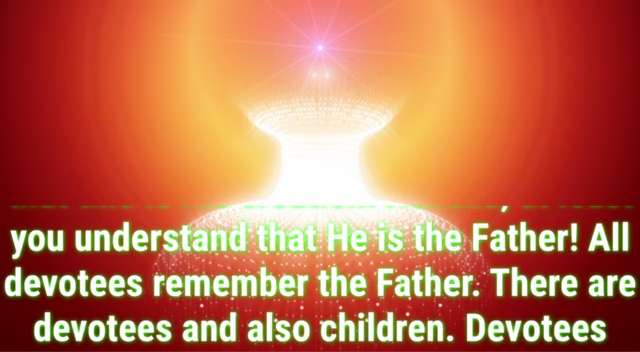 you understand that He is the Father! All
devotees remember the Father. There are
devotees and also children. Devotees